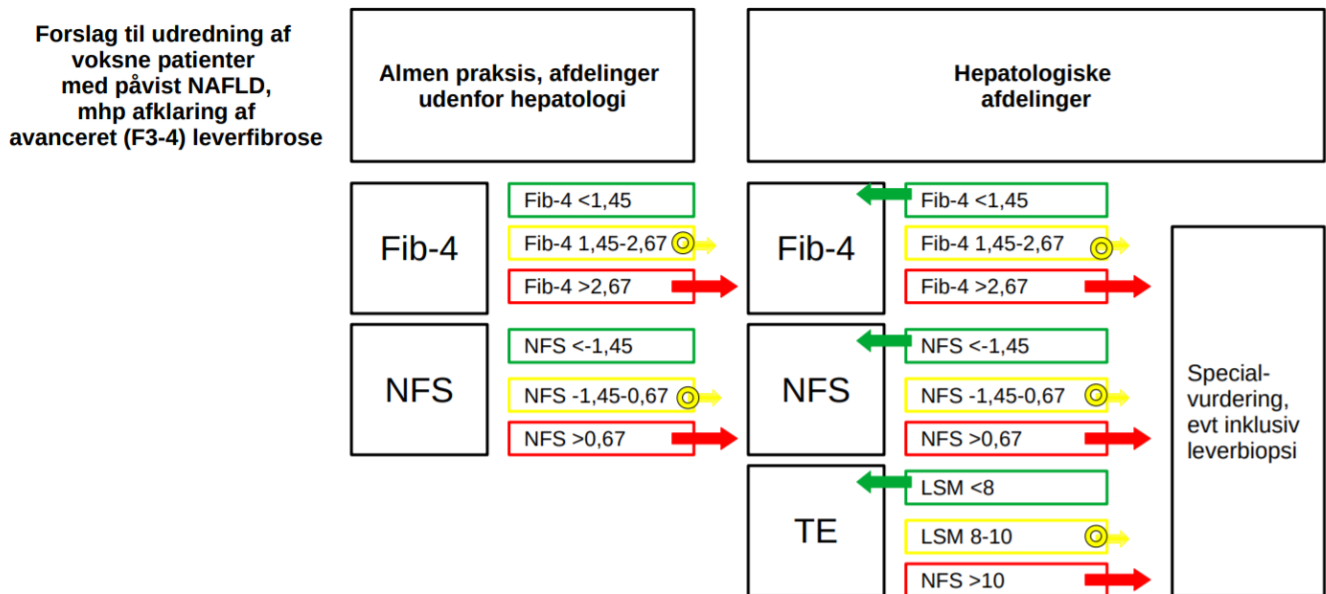 Forslag til udredning af
voksne patienter
med påvist NAFLD,
mhp afklaring af
avanceret (F3-4) leverfibrose
Almen praksis, afdelinger
udenfor hepatologi
Hepatologiske
afdelinger
Fib-4
Fib-4 <1,45
Fib-4 1,45-2,67
Fib-4 >2,67
NFS
NFS <-1,45
NFS -1,45-0,67
NFS >0,67
Fib-4
Fib-4 <1,45
Fib-4 1,45-2,67
Fib-4 >2,67
NFS
NFS <-1,45
NFS -1,45-0,67
NFS >0,67
TE
LSM <8
LSM 8-10
NFS >10
Special-
vurdering,
evt inklusiv
leverbiopsi